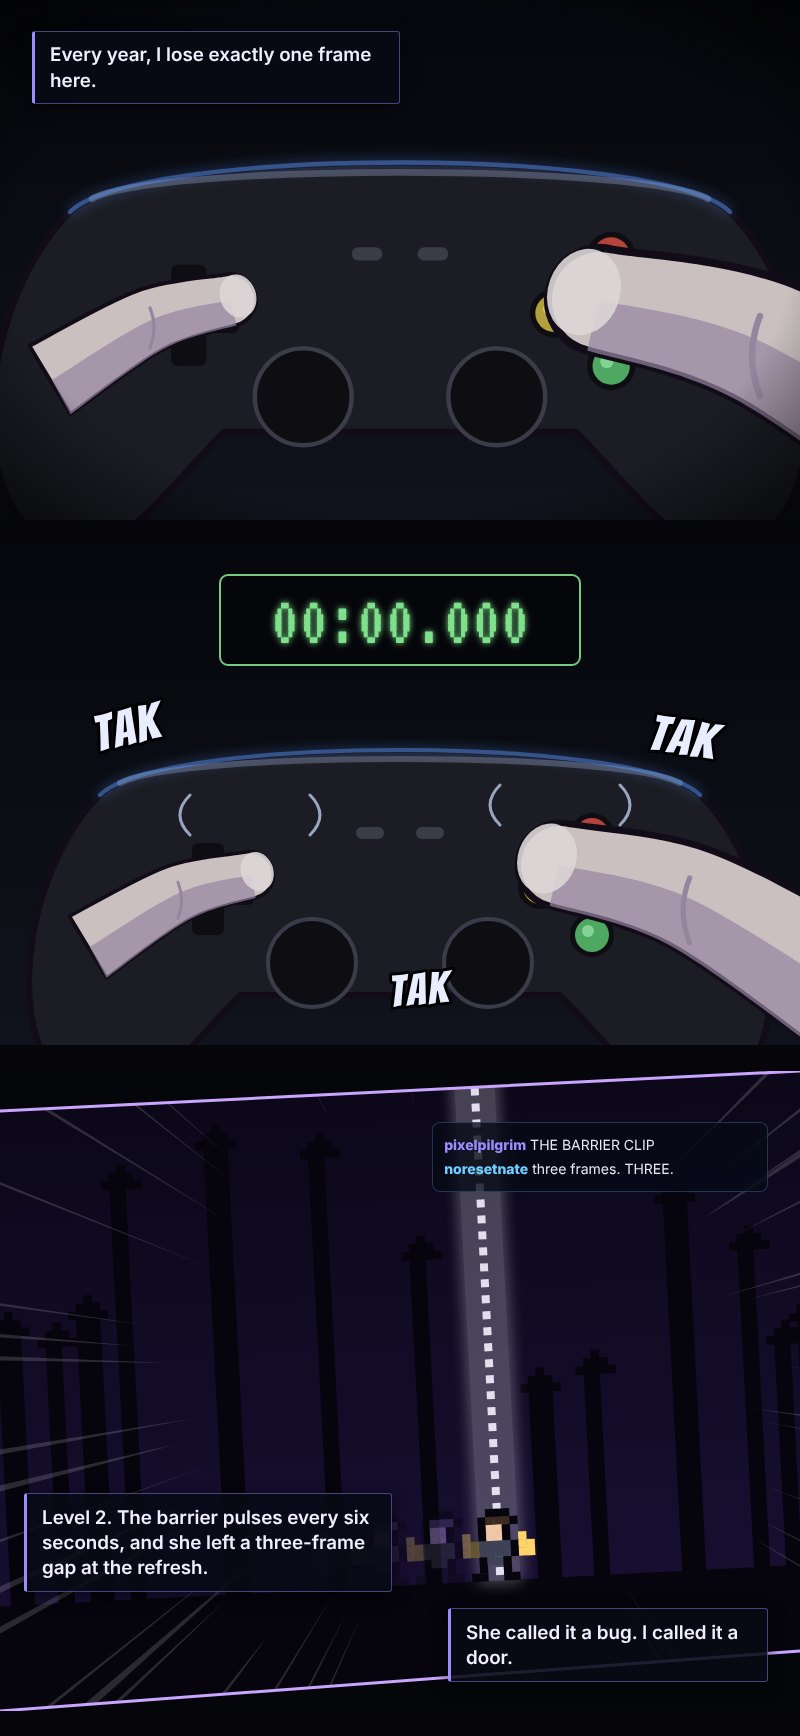 Every year, I lose exactly one frame
here.
00:00.000
TAK
TAK
TAK
pixelpilgrim THE BARRIER CLIP
noresetnate three frames. THREE.
Level 2. The barrier pulses every six
seconds, and she left a three-frame
gap at the refresh.
She called it a bug. I called it a
door.